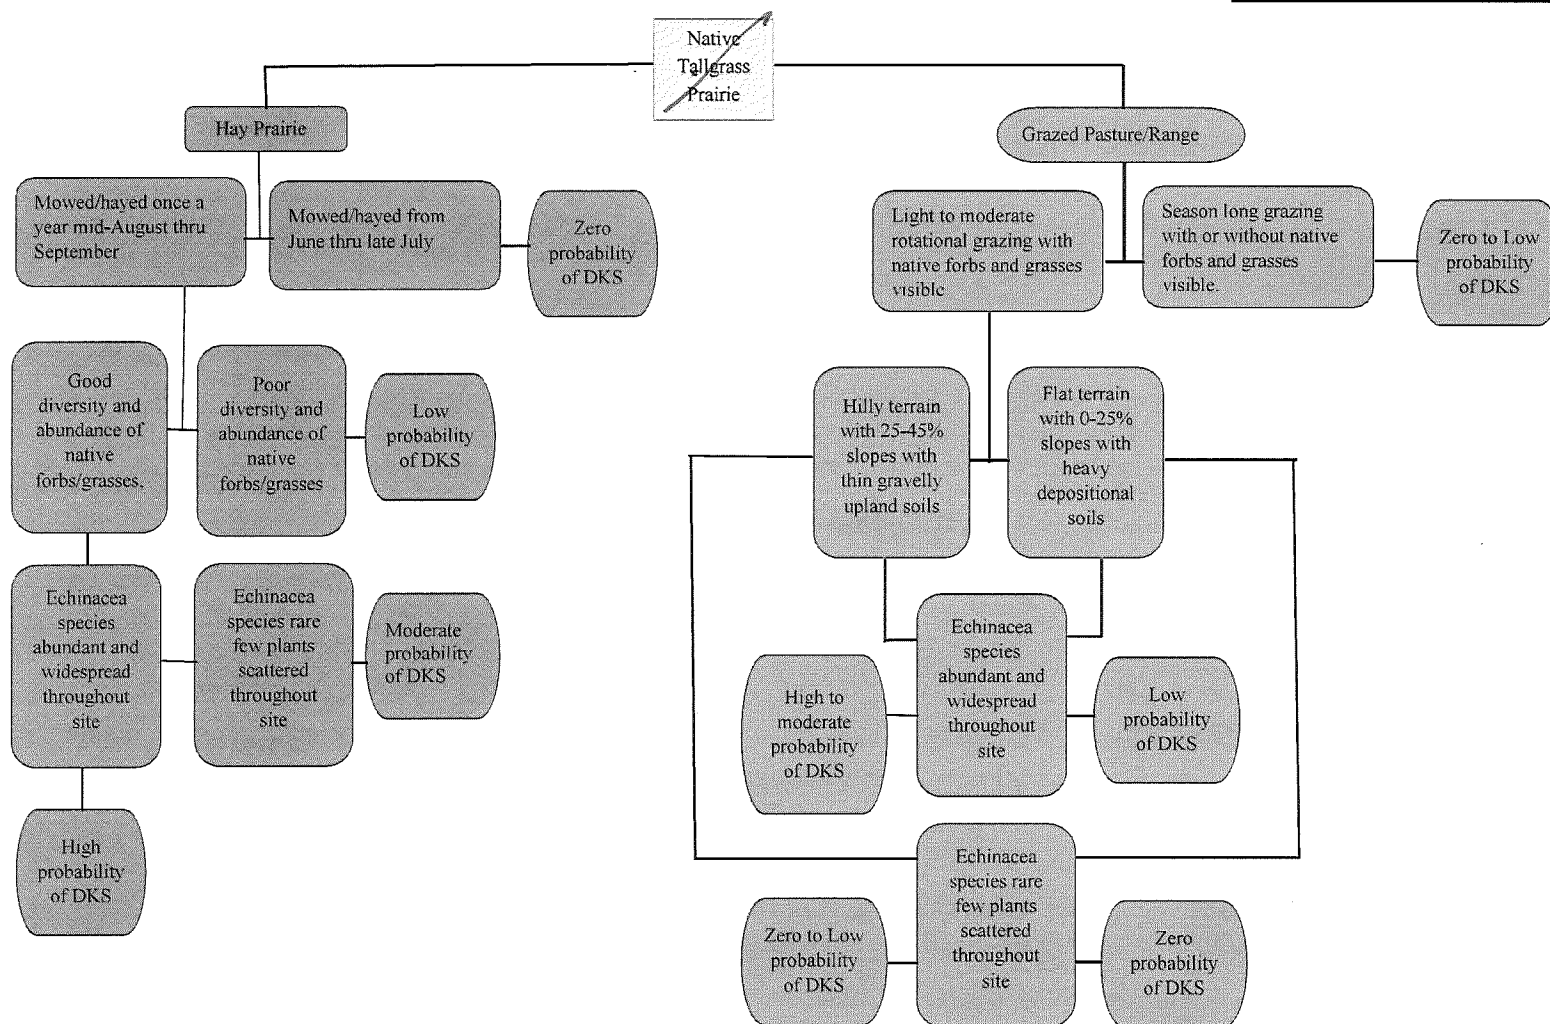 Native
Tallgrass
Prairie
Hay Prairie
Grazed Pasture/Range
Mowed/hayed once a
year mid-August thru
September
Mowed/hayed from
June thru late July
Zero
probability
of DKS
Light to moderate
rotational grazing with
native forbs and grasses
visible
Season long grazing
with or without native
forbs and grasses
visible.
Zero to Low
probability
of DKS
Good
diversity and
abundance of
native
forbs/grasses.
Poor
diversity and
abundance of
native
forbs/grasses
Low
probability
of DKS
Hilly terrain
with 25-45%
slopes with
thin gravelly
upland soils
Flat terrain
with 0-25%
slopes with
heavy
depositional
soils
Echinacea
species
abundant and
widespread
throughout
site
Echinacea
species rare
few plants
scattered
throughout
site
Moderate
probability
of DKS
High
probability
of DKS
Echinacea
species
abundant and
widespread
throughout
site
High to
moderate
probability
of DKS
Low
probability
of DKS
Echinacea
species rare
few plants
scattered
throughout
site
Zero to Low
probability
of DKS
Zero
probability
of DKS